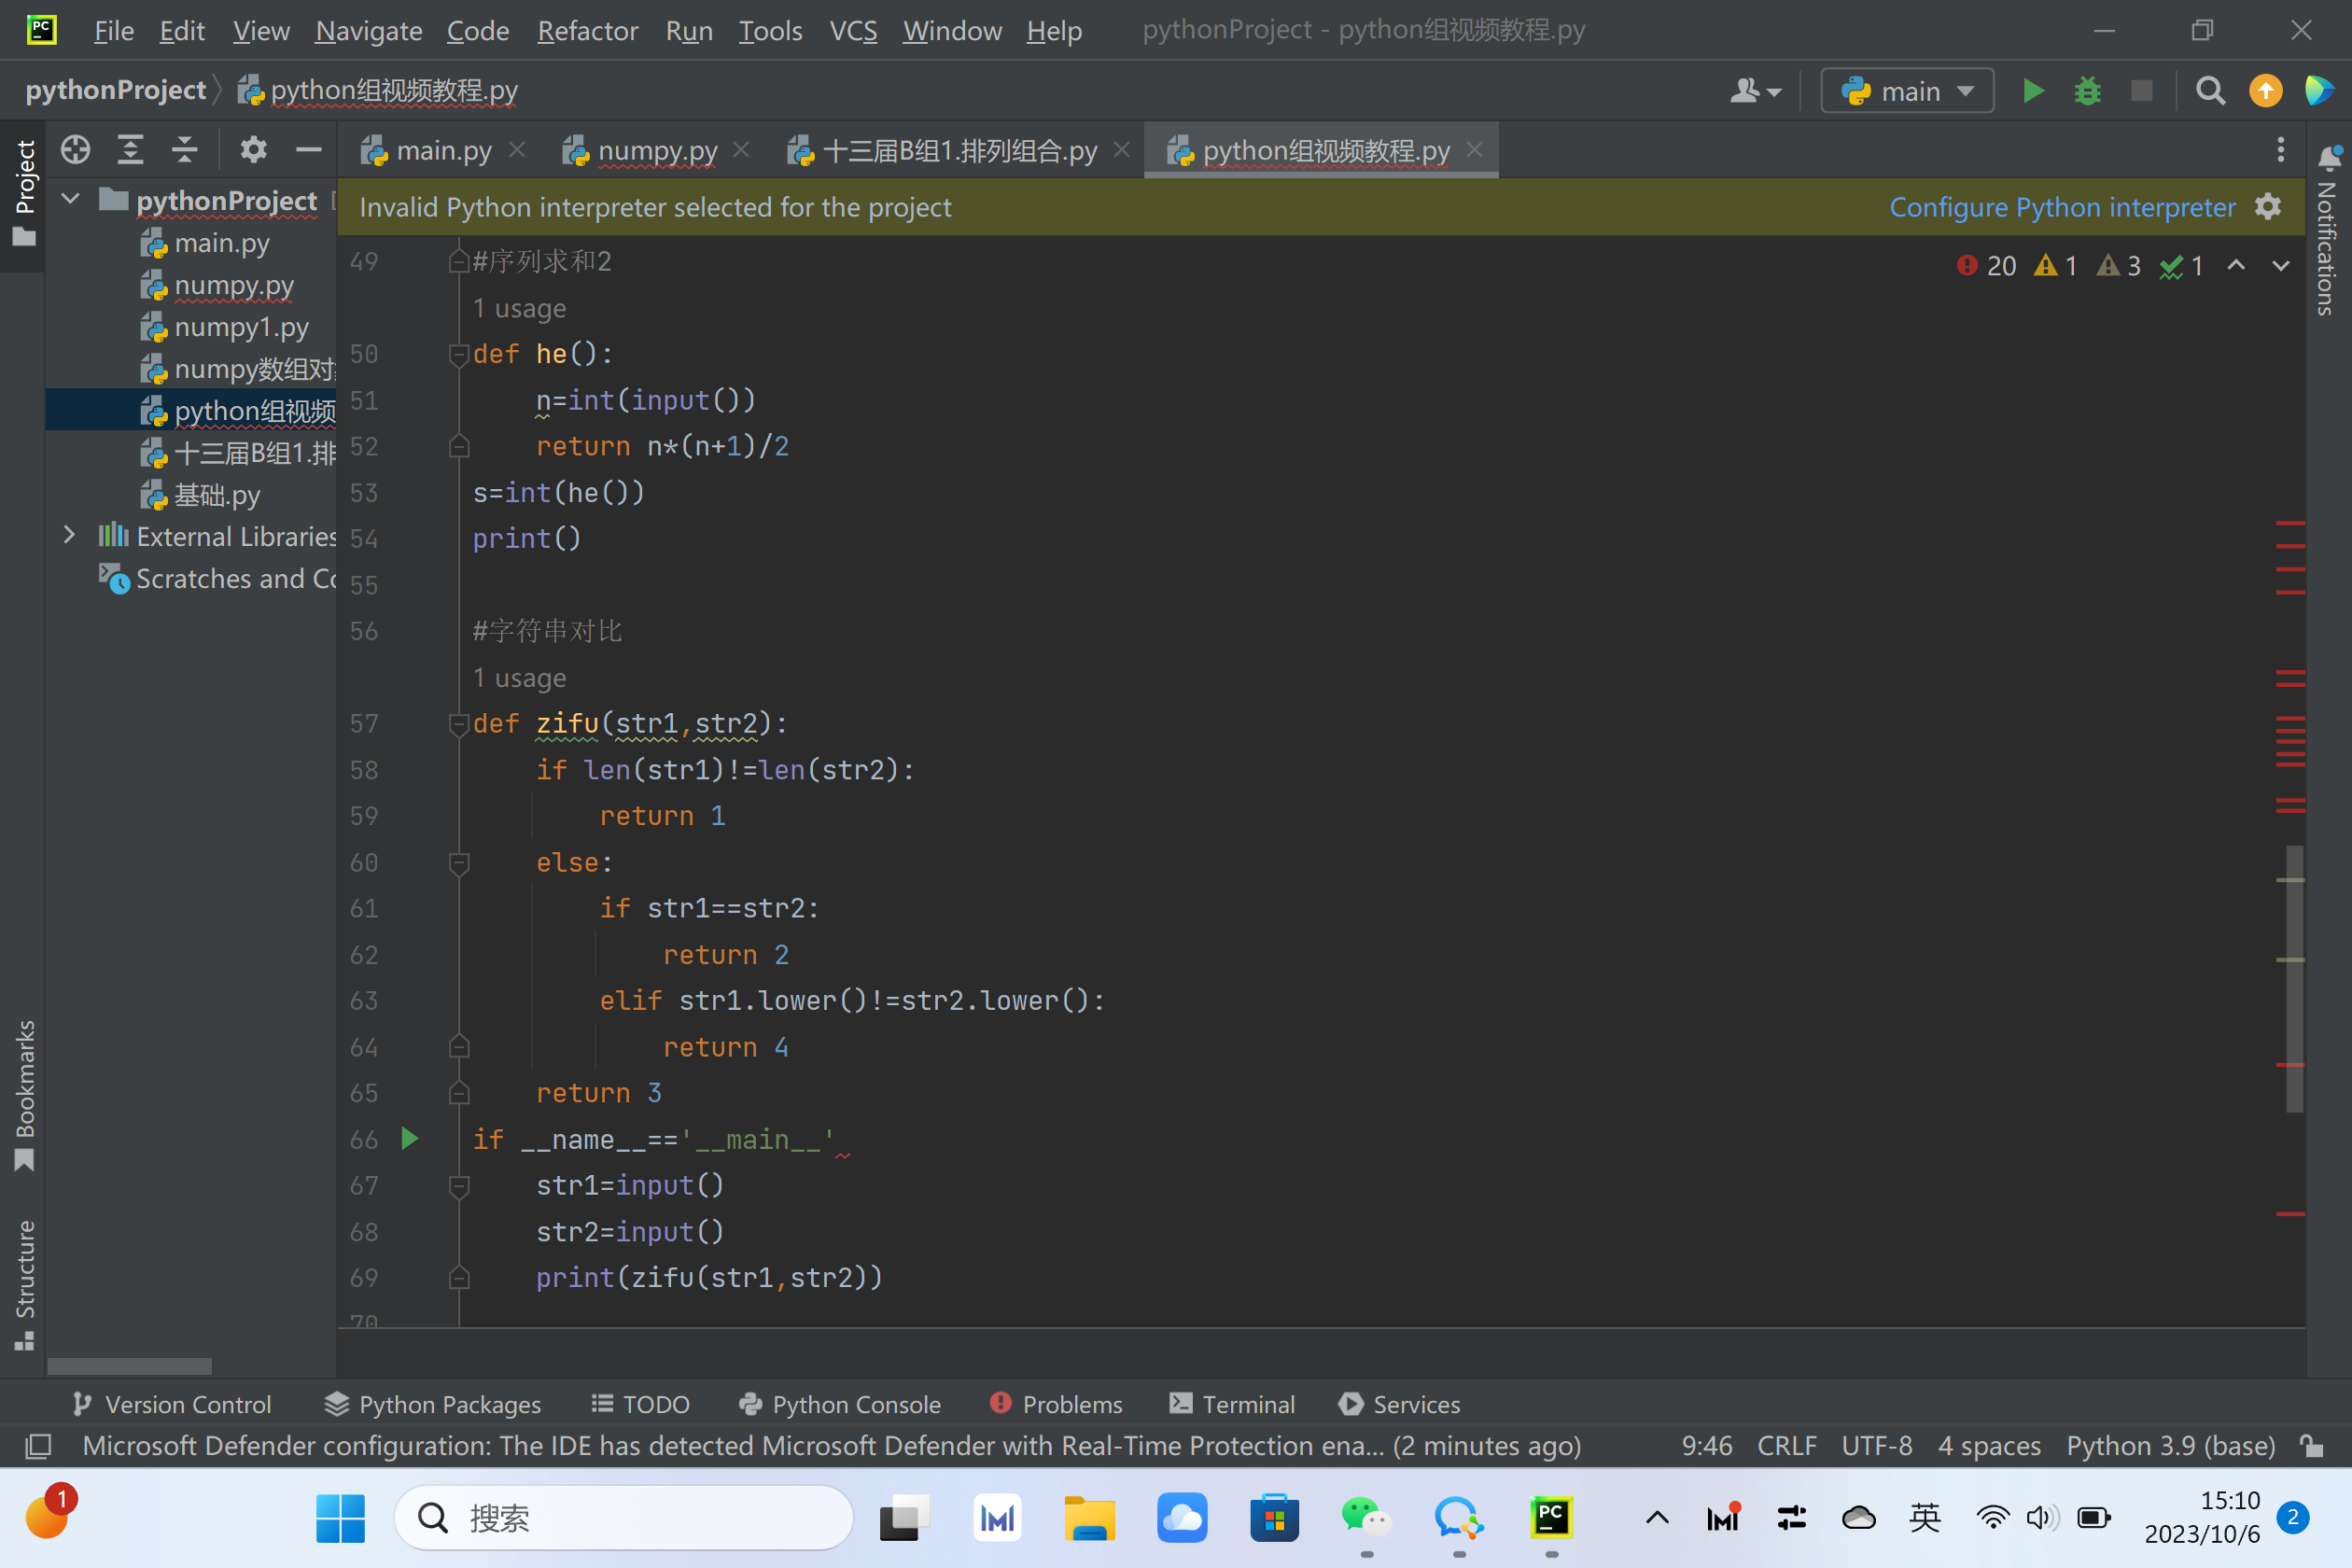 File Edit View Navigate Code Refactor Run Tools VCS Window Help pythonProject - python组视频教程.py
pythonProject python组视频教程.py main
Project
main.py numpy.py 十三届B组1.排列组合.py python组视频教程.py
Notifications
pythonProject
main.py
numpy.py
numpy1.py
numpy数组对
python组视频
十三届B组1.排
基础.py
External Libraries
Scratches and Co
Invalid Python interpreter selected for the project Configure Python interpreter
20 1 3 1
49 #序列求和2
1 usage
50 def he():
51 n=int(input())
52 return n*(n+1)/2
53 s=int(he())
54 print()
55
56 #字符串对比
1 usage
57 def zifu(str1,str2):
58 if len(str1)!=len(str2):
59 return 1
60 else:
61 if str1==str2:
62 return 2
63 elif str1.lower()!=str2.lower():
64 return 4
65 return 3
66 if __name__=='__main__'
67 str1=input()
68 str2=input()
69 print(zifu(str1,str2))
70
Bookmarks
Structure
Version Control Python Packages TODO Python Console Problems Terminal Services
Microsoft Defender configuration: The IDE has detected Microsoft Defender with Real-Time Protection ena... (2 minutes ago) 9:46 CRLF UTF-8 4 spaces Python 3.9 (base)
1 搜索 PC 英 15:10
2023/10/6 2